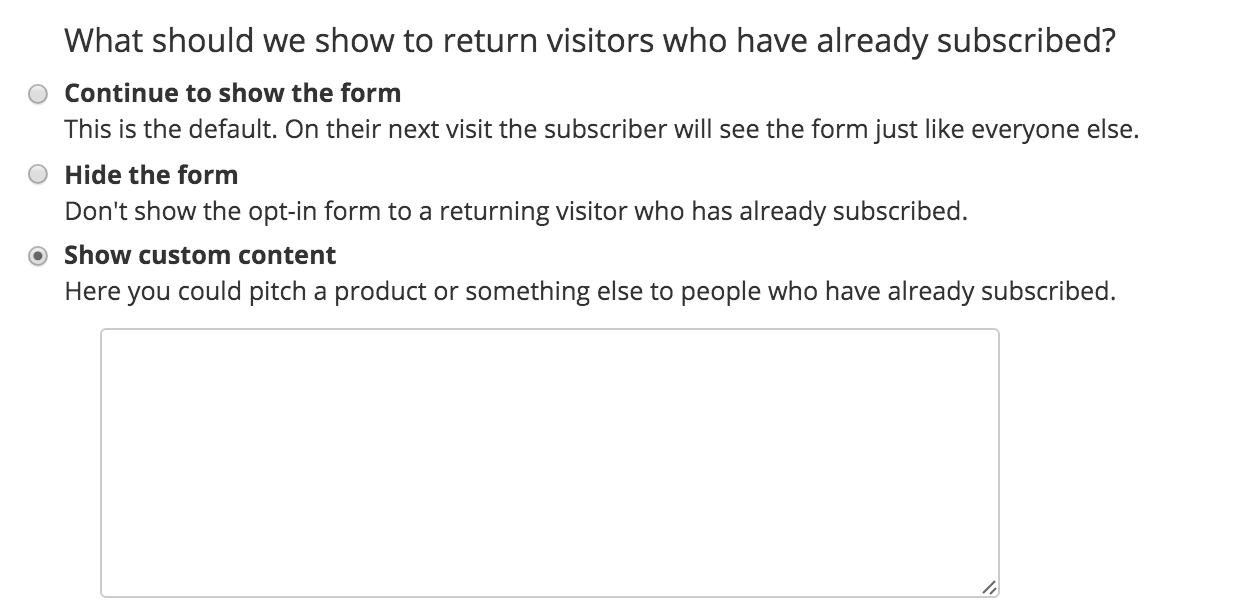 What should we show to return visitors who have already subscribed?
Continue to show the form
This is the default. On their next visit the subscriber will see the form just like everyone else.
Hide the form
Don't show the opt-in form to a returning visitor who has already subscribed.
Show custom content
Here you could pitch a product or something else to people who have already subscribed.